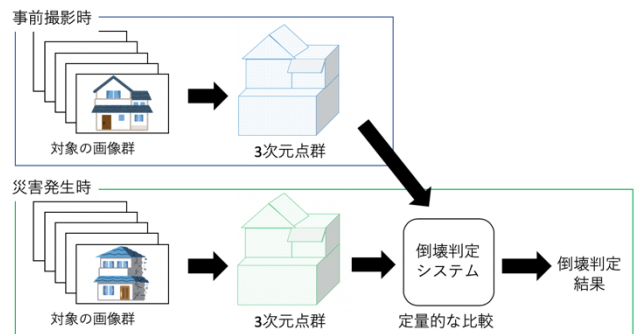 事前撮影時
対象の画像群
3次元点群
災害発生時
対象の画像群
3次元点群
倒壊判定
システム
定量的な比較
倒壊判定
結果